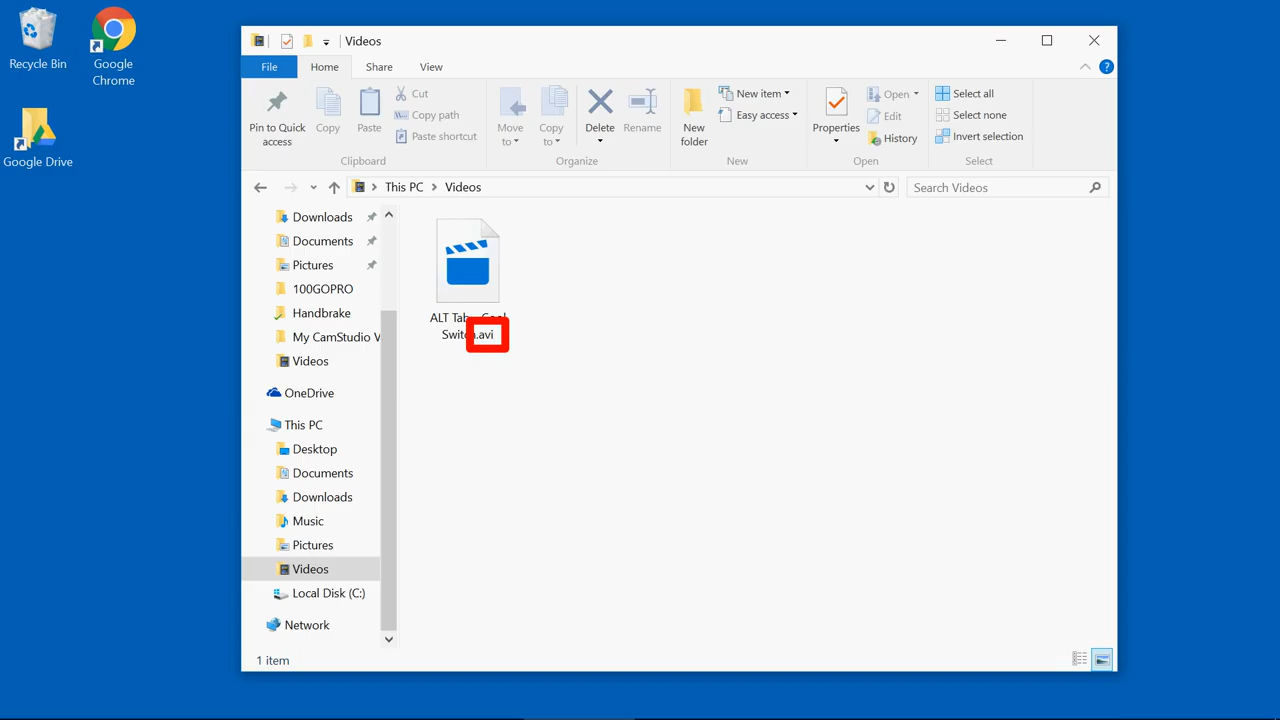 Recycle Bin
Google
Chrome
Google Drive
Videos
File
Home
Share
View
Pin to Quick
access
Copy
Paste
Cut
Copy path
Paste shortcut
Clipboard
Move
to
Copy
to
Delete
Rename
Organize
New
folder
New item
Easy access
New
Properties
Open
Edit
History
Open
Select all
Select none
Invert selection
Select
This PC
Videos
Search Videos
Downloads
Documents
Pictures
100GOPRO
Handbrake
My CamStudio V
Videos
OneDrive
This PC
Desktop
Documents
Downloads
Music
Pictures
Videos
Local Disk (C:)
Network
ALT Tab
.avi
1 item